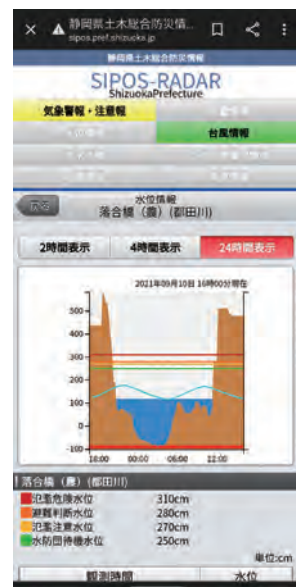 静岡県土木総合防災情...
sipos.pref.shizuoka.jp
静岡県土木総合防災情報
SIPOS-RADAR
ShizuokaPrefecture
気象警報・注意報
台風情報
戻る
水位情報
落合橋（農）(都田川)
2時間表示 4時間表示 24時間表示
2021年09月10日 16時00分現在
500
400
300
200
100
0
-100
18:00 00:00 06:00 12:00
落合橋（農）(都田川)
氾濫危険水位 310cm
避難判断水位 280cm
氾濫注意水位 270cm
水防団待機水位 250cm
単位:cm
観測時間 水位